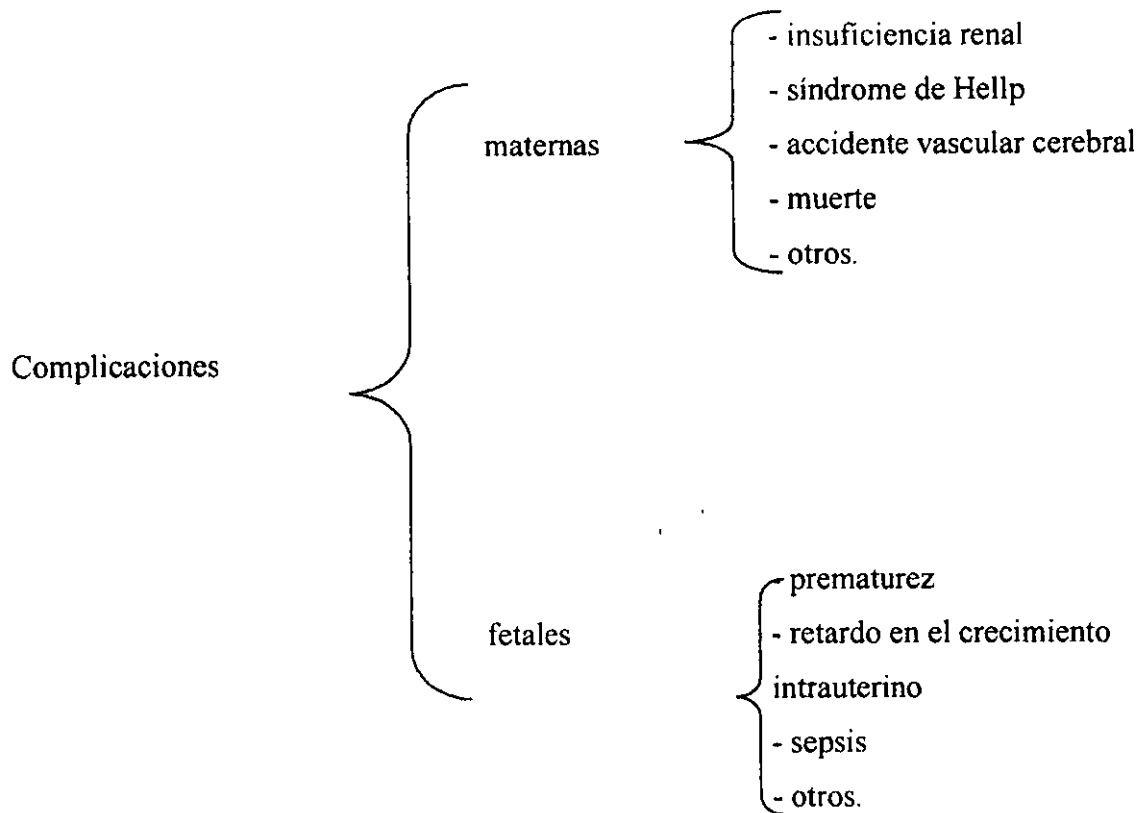 Complicaciones
maternas
- insuficiencia renal
- síndrome de Hellp
- accidente vascular cerebral
- muerte
- otros.
fetales
- prematurez
- retardo en el crecimiento
intrauterino
- sepsis
- otros.